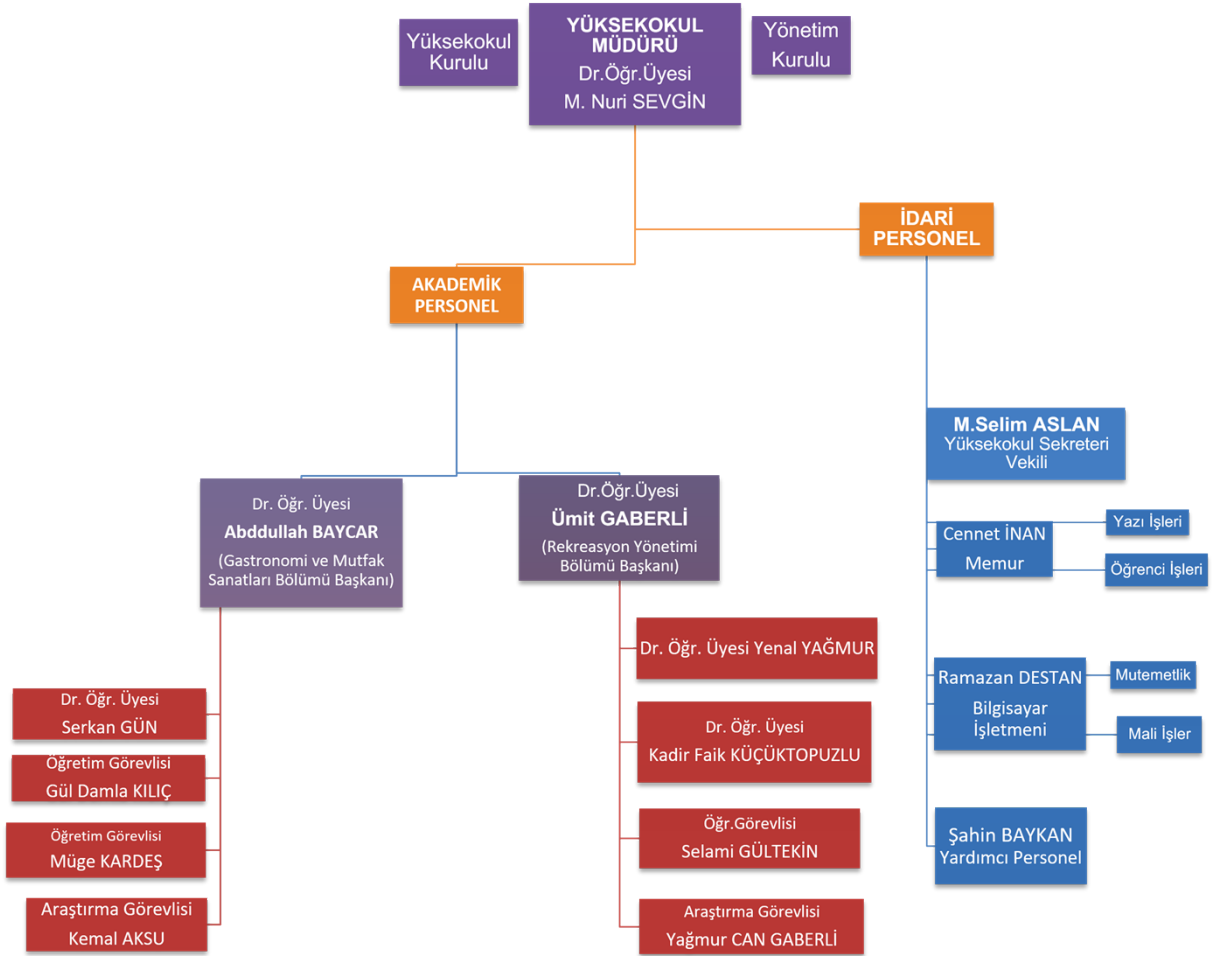 Yüksekokul
Kurulu
YÜKSEKOKUL
MÜDÜRÜ
Dr.Öğr.Üyesi
M. Nuri SEVGİN
Yönetim
Kurulu
İDARİ
PERSONEL
AKADEMİK
PERSONEL
M.Selim ASLAN
Yüksekokul Sekreteri
Vekili
Dr. Öğr. Üyesi
Abddullah BAYCAR
(Gastronomi ve Mutfak
Sanatları Bölümü Başkanı)
Dr.Öğr.Üyesi
Ümit GABERLİ
(Rekreasyon Yönetimi
Bölümü Başkanı)
Cennet İNAN
Memur
Yazı İşleri
Öğrenci İşleri
Dr. Öğr. Üyesi Yenal YAĞMUR
Ramazan DESTAN
Bilgisayar
İşletmeni
Mutemetlik
Mali İşler
Dr. Öğr. Üyesi
Serkan GÜN
Dr. Öğr. Üyesi
Kadir Faik KÜÇÜKTOPUZLU
Öğretim Görevlisi
Gül Damla KILIÇ
Öğretim Görevlisi
Müge KARDEŞ
Öğr.Görevlisi
Selami GÜLTEKİN
Şahin BAYKAN
Yardımcı Personel
Araştırma Görevlisi
Kemal AKSU
Araştırma Görevlisi
Yağmur CAN GABERLİ